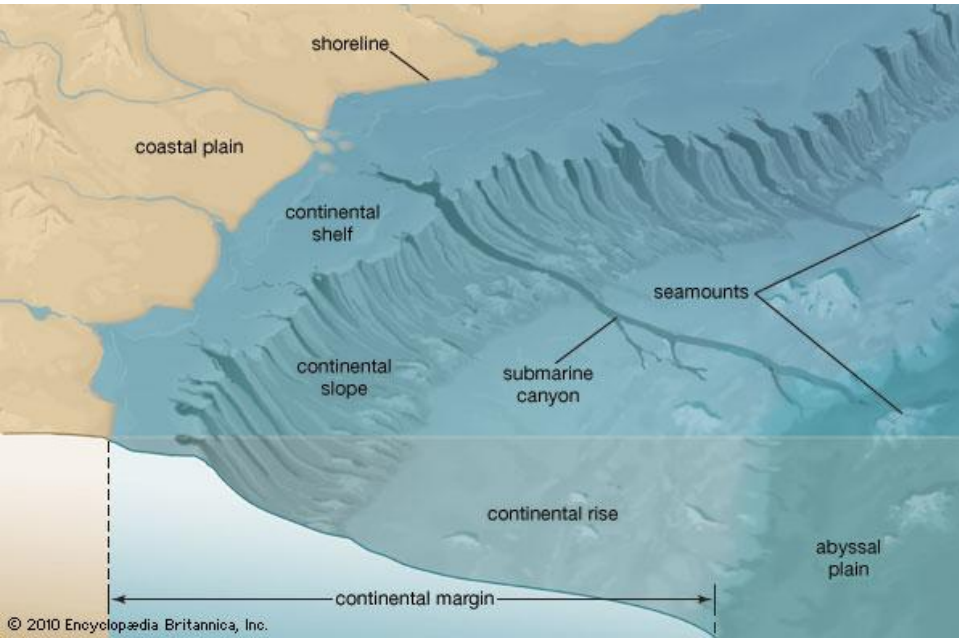 shoreline
coastal plain
continental
shelf
seamounts
continental
slope
submarine
canyon
continental rise
abyssal
plain
continental margin
© 2010 Encyclopædia Britannica, Inc.